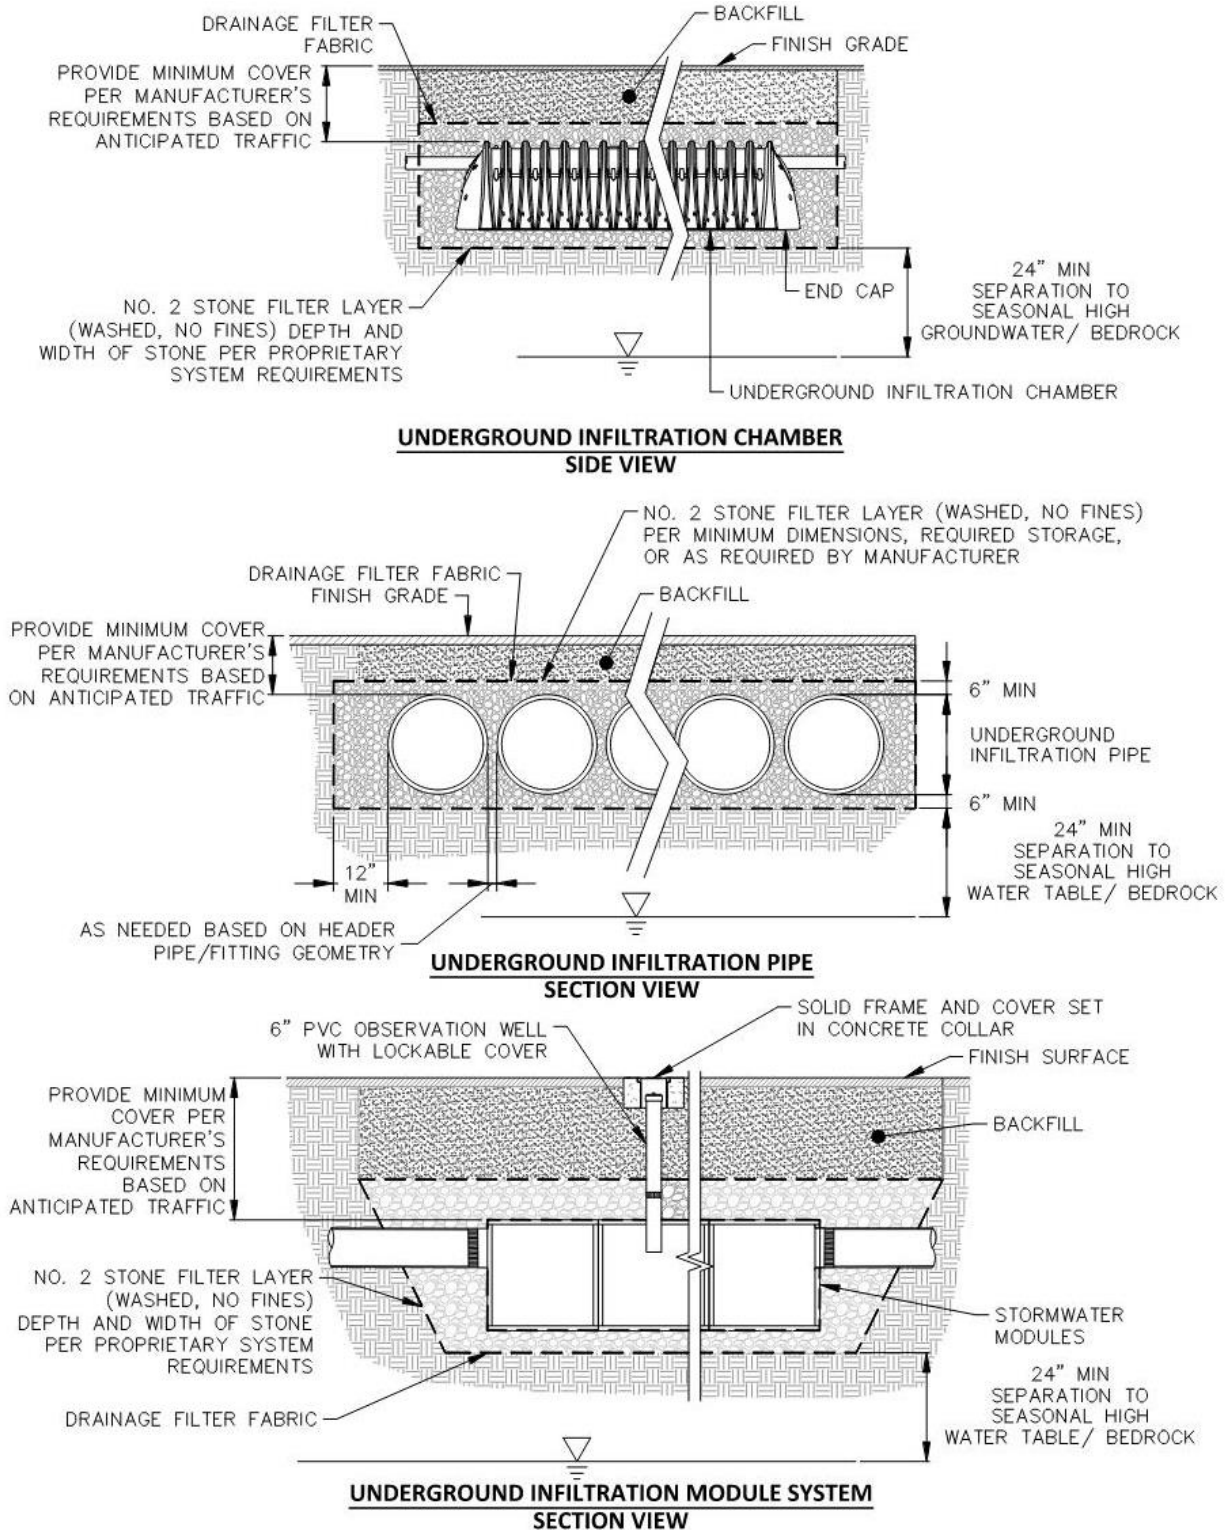 DRAINAGE FILTER
FABRIC
BACKFILL
FINISH GRADE
PROVIDE MINIMUM COVER
PER MANUFACTURER'S
REQUIREMENTS BASED ON
ANTICIPATED TRAFFIC
NO. 2 STONE FILTER LAYER
(WASHED, NO FINES) DEPTH AND
WIDTH OF STONE PER PROPRIETARY
SYSTEM REQUIREMENTS
END CAP
24" MIN
SEPARATION TO
SEASONAL HIGH
GROUNDWATER/ BEDROCK
UNDERGROUND INFILTRATION CHAMBER
UNDERGROUND INFILTRATION CHAMBER
SIDE VIEW
NO. 2 STONE FILTER LAYER (WASHED, NO FINES)
PER MINIMUM DIMENSIONS, REQUIRED STORAGE,
OR AS REQUIRED BY MANUFACTURER
DRAINAGE FILTER FABRIC
FINISH GRADE
BACKFILL
PROVIDE MINIMUM COVER
PER MANUFACTURER'S
REQUIREMENTS BASED
ON ANTICIPATED TRAFFIC
6" MIN
UNDERGROUND
INFILTRATION PIPE
6" MIN
24" MIN
SEPARATION TO
SEASONAL HIGH
WATER TABLE/ BEDROCK
12"
MIN
AS NEEDED BASED ON HEADER
PIPE/FITTING GEOMETRY
UNDERGROUND INFILTRATION PIPE
SECTION VIEW
6" PVC OBSERVATION WELL
WITH LOCKABLE COVER
SOLID FRAME AND COVER SET
IN CONCRETE COLLAR
FINISH SURFACE
PROVIDE MINIMUM
COVER PER
MANUFACTURER'S
REQUIREMENTS
BASED ON
ANTICIPATED TRAFFIC
BACKFILL
NO. 2 STONE FILTER LAYER
(WASHED, NO FINES)
DEPTH AND WIDTH OF STONE
PER PROPRIETARY SYSTEM
REQUIREMENTS
STORMWATER
MODULES
DRAINAGE FILTER FABRIC
24" MIN
SEPARATION TO
SEASONAL HIGH
WATER TABLE/ BEDROCK
UNDERGROUND INFILTRATION MODULE SYSTEM
SECTION VIEW